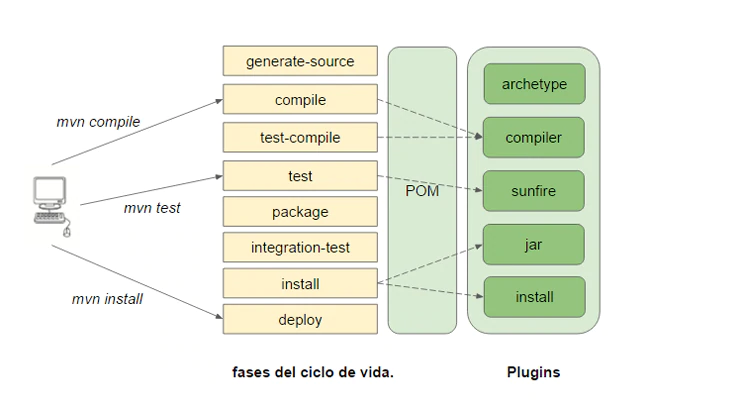 mvn compile
mvn test
mvn install
generate-source
compile
test-compile
test
package
integration-test
install
deploy
fases del ciclo de vida.
POM
archetype
compiler
sunfire
jar
install
Plugins